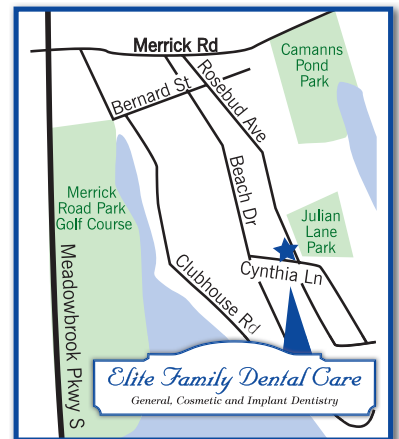 Merrick Rd
Camanns
Pond
Park
Rosebud Ave
Bernard St
Beach Dr
Merrick
Road Park
Golf Course
Julian
Lane
Park
Cynthia Ln
Clubhouse Rd
Meadowbrook Pkwy S
Elite Family Dental Care
General, Cosmetic and Implant Dentistry